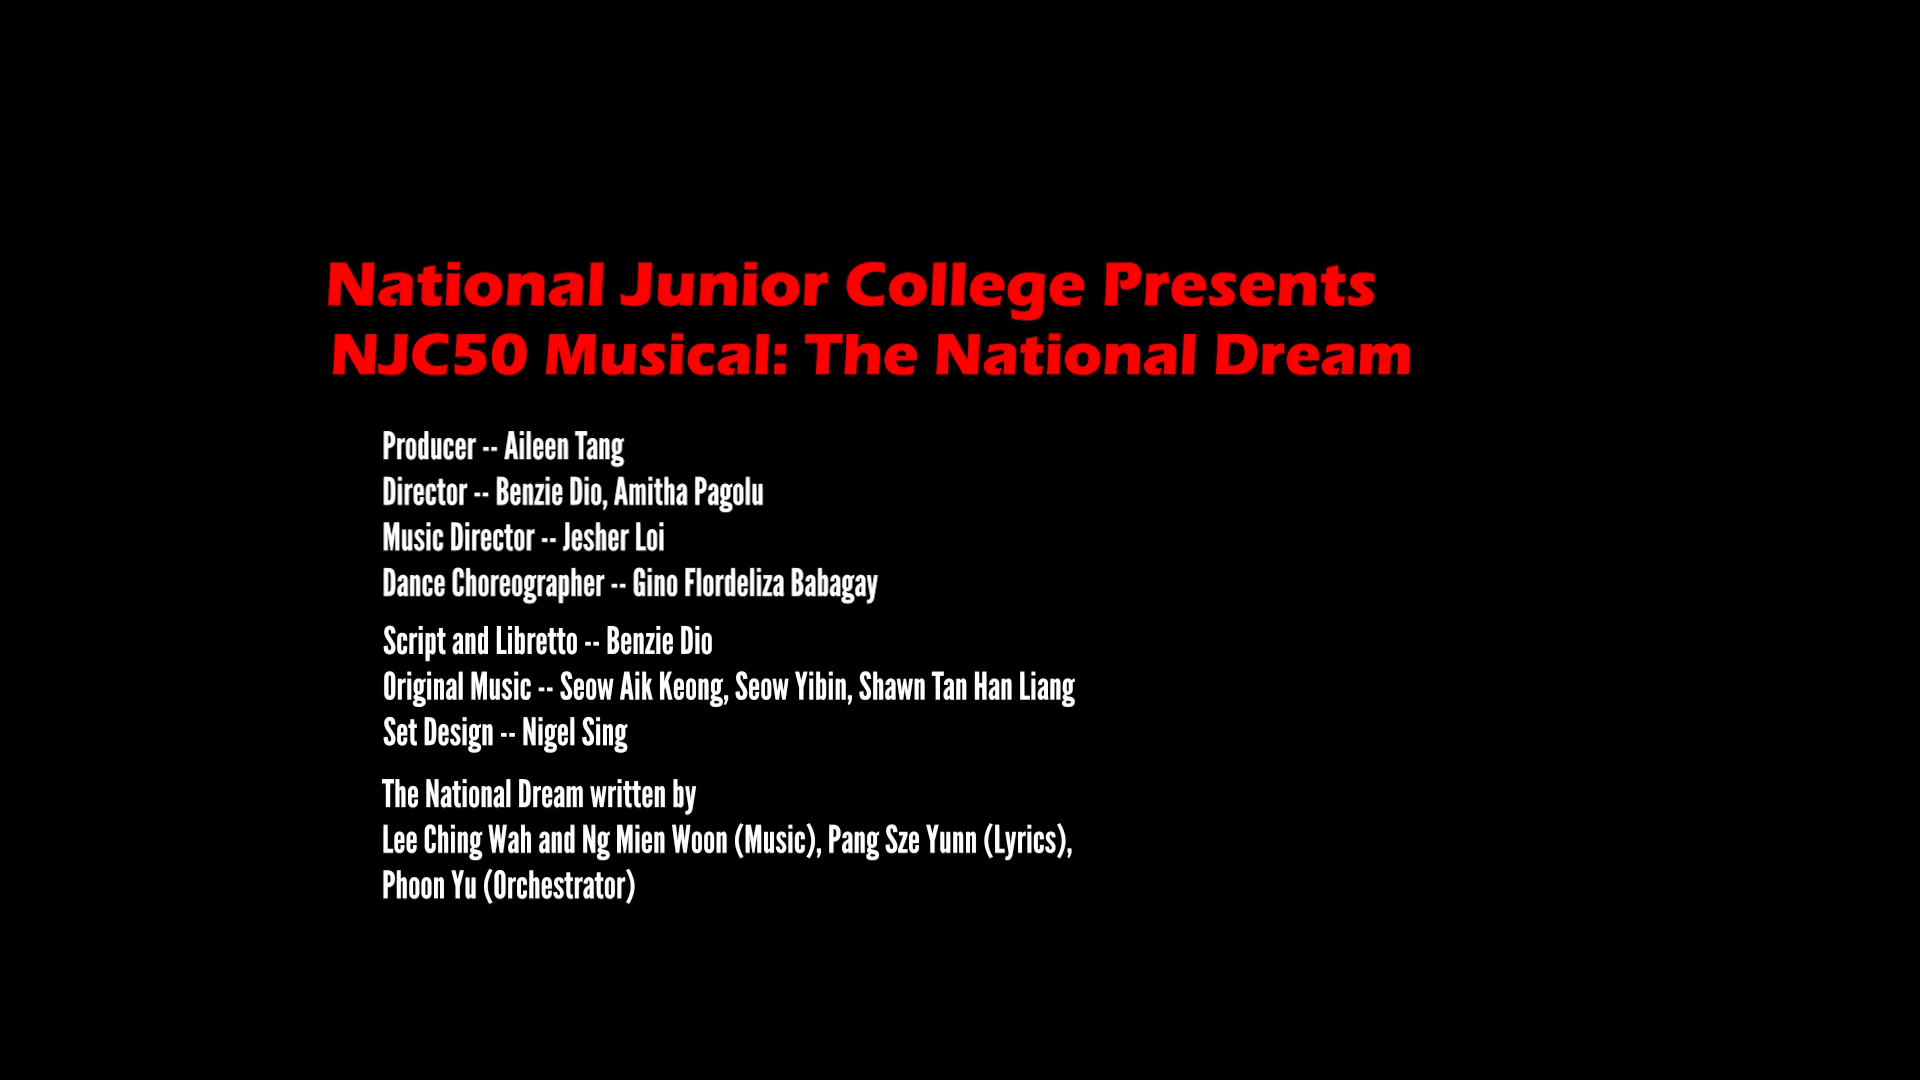 National Junior College Presents
NJC50 Musical: The National Dream
Producer -- Aileen Tang
Director -- Benzie Dio, Amitha Pagolu
Music Director -- Jesher Loi
Dance Choreographer -- Gino Flordeliza Babagay
Script and Libretto -- Benzie Dio
Original Music -- Seow Aik Keong, Seow Yibin, Shawn Tan Han Liang
Set Design -- Nigel Sing
The National Dream written by
Lee Ching Wah and Ng Mien Woon (Music), Pang Sze Yunn (Lyrics),
Phoon Yu (Orchestrator)